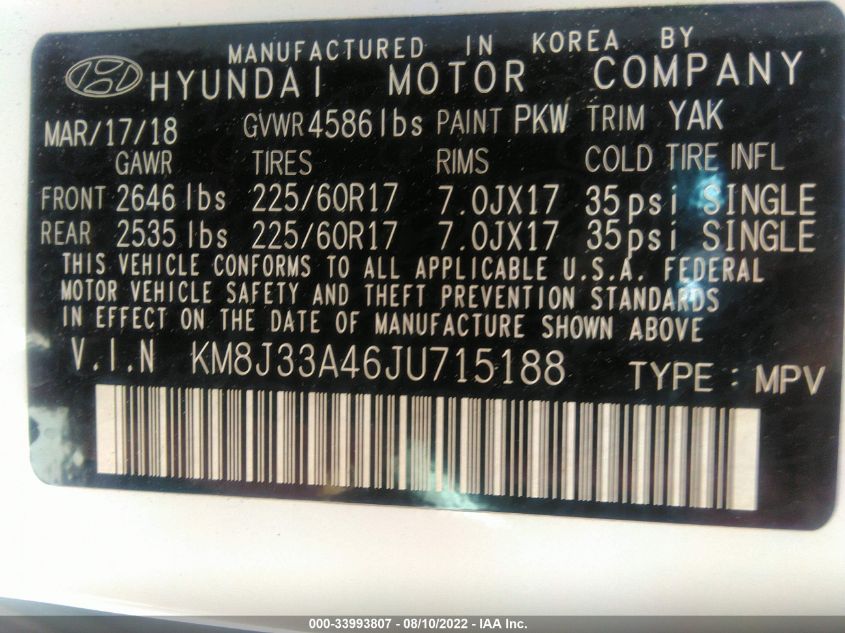 MANUFACTURED IN KOREA BY
HYUNDAI MOTOR COMPANY
MAR/17/18 GVWR 4586 lbs PAINT PKW TRIM YAK
GAWR TIRES RIMS COLD TIRE INFL
FRONT 2646 lbs 225/60R17 7.0JX17 35psi SINGLE
REAR 2535 lbs 225/60R17 7.0JX17 35psi SINGLE
THIS VEHICLE CONFORMS TO ALL APPLICABLE U.S.A. FEDERAL
MOTOR VEHICLE SAFETY AND THEFT PREVENTION STANDARDS
IN EFFECT ON THE DATE OF MANUFACTURE SHOWN ABOVE
V.I.N KM8J33A46JU715188 TYPE : MPV
000-33993807 - 08/10/2022 - IAA Inc.